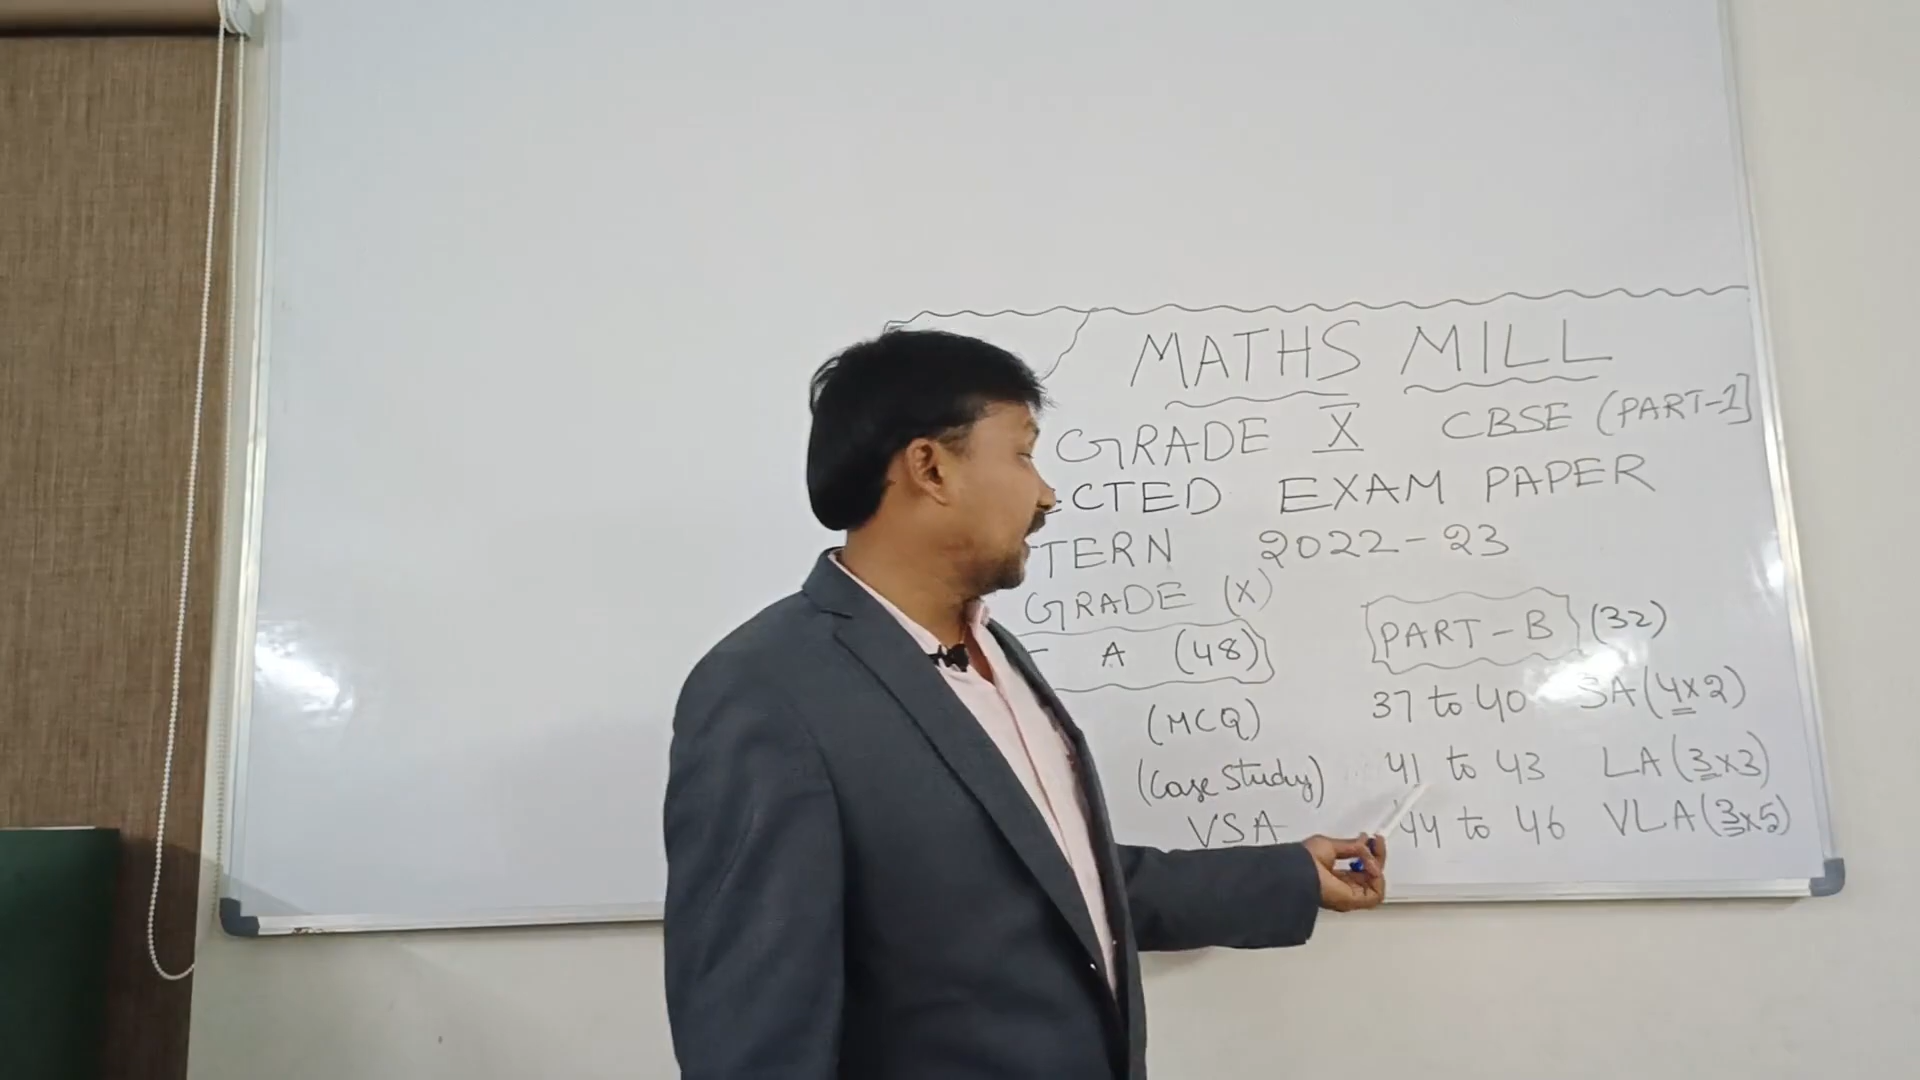 MATHS MILL
GRADE X CBSE (PART-1]
ECTED EXAM PAPER
TERN 2022-23
GRADE (X)
A (48)
(MCQ)
(Case Study)
VSA
PART-B (32)
37 to 40 SA (4x2)
41 to 43 LA (3x3)
44 to 46 VLA (3x5)